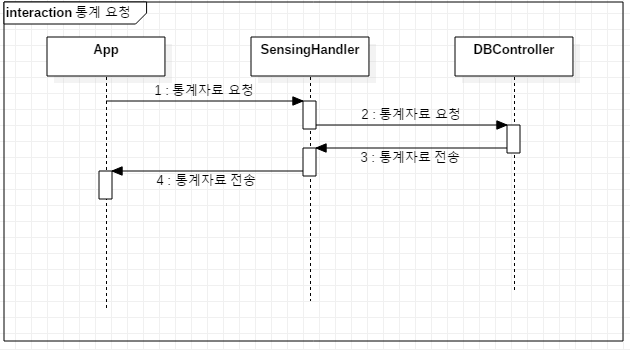 interaction 통계 요청
App
SensingHandler
DBController
1 : 통계자료 요청
2 : 통계자료 요청
3 : 통계자료 전송
4 : 통계자료 전송